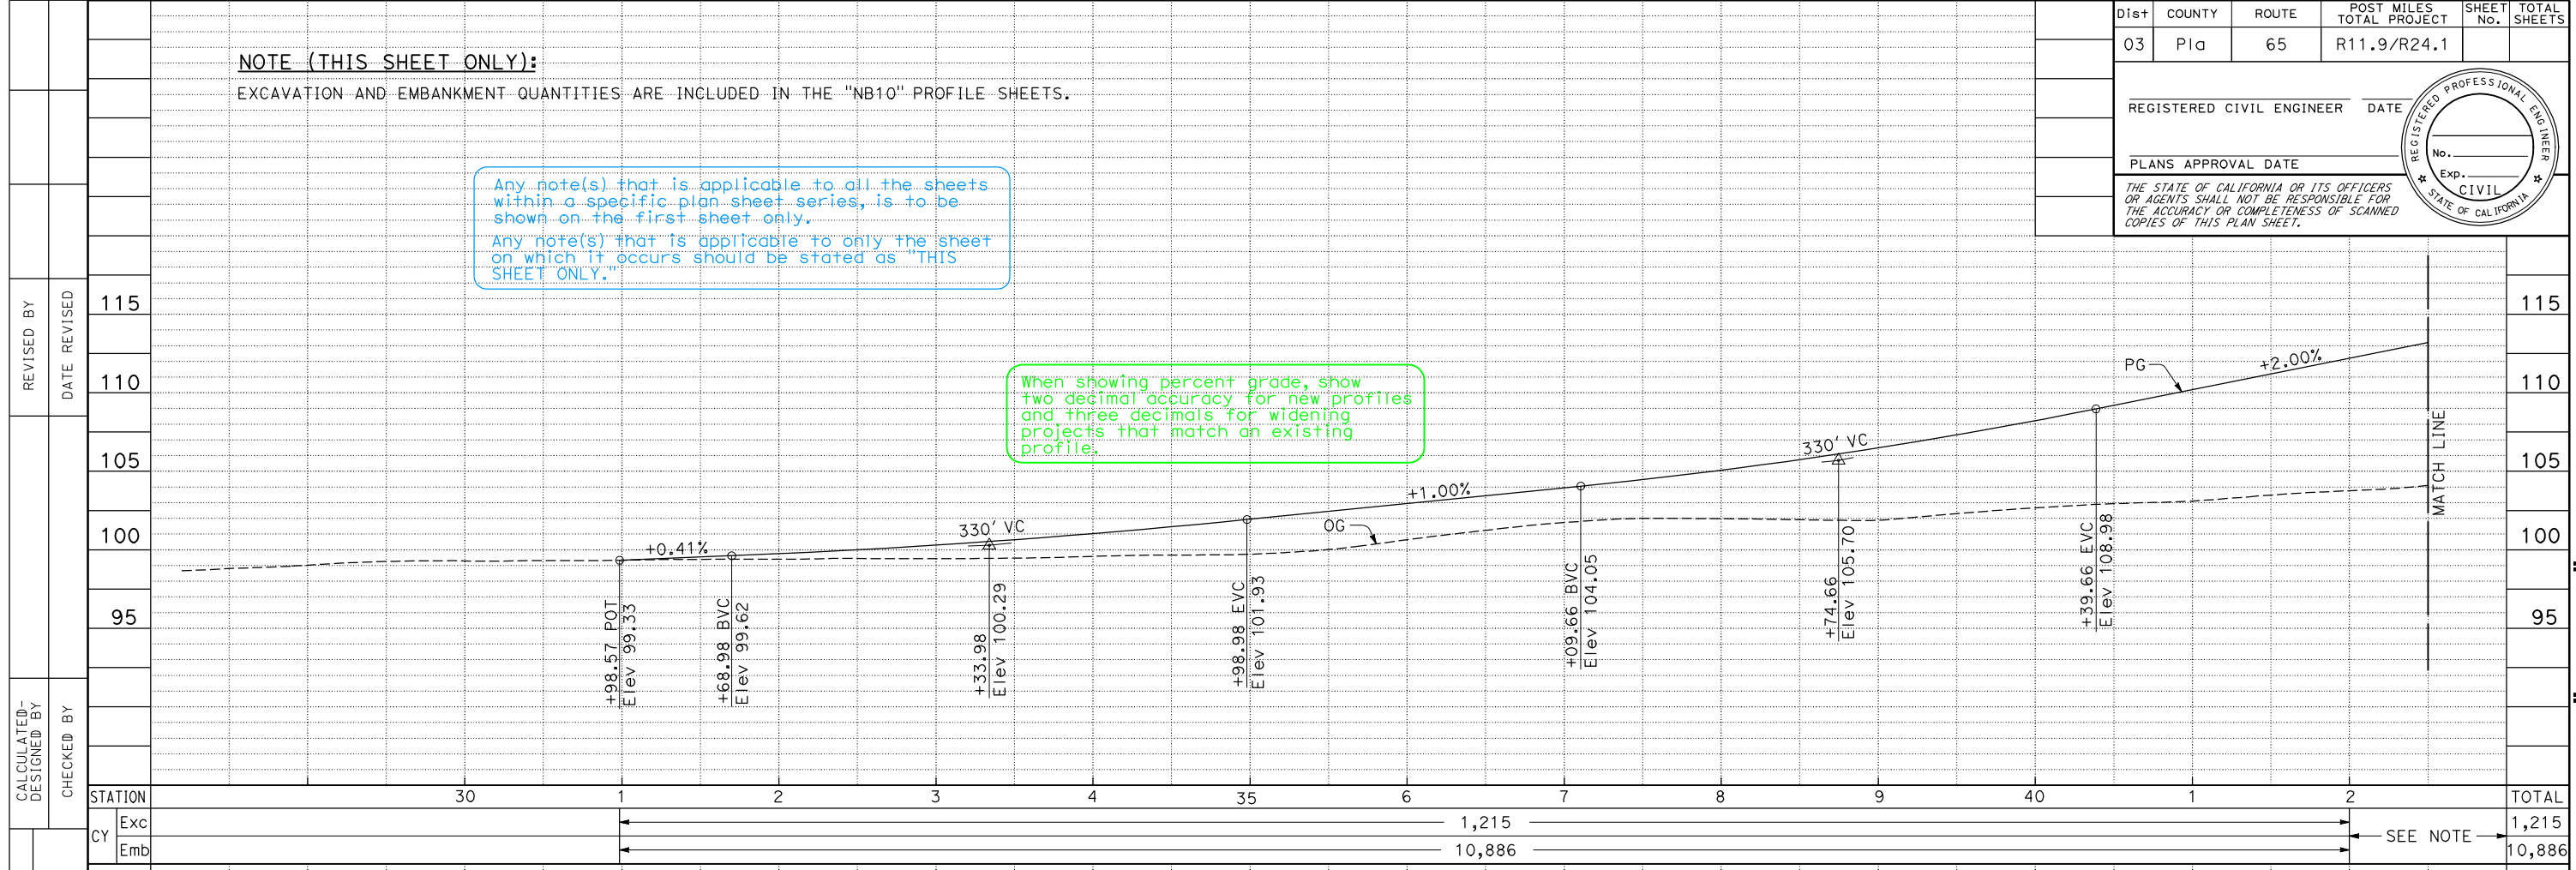 Dist COUNTY ROUTE POST MILES TOTAL PROJECT SHEET No. TOTAL SHEETS
03 Pla 65 R11.9/R24.1
REGISTERED CIVIL ENGINEER DATE
PLANS APPROVAL DATE
THE STATE OF CALIFORNIA OR ITS OFFICERS
OR AGENTS SHALL NOT BE RESPONSIBLE FOR
THE ACCURACY OR COMPLETENESS OF SCANNED
COPIES OF THIS PLAN SHEET.
REGISTERED PROFESSIONAL ENGINEER
No.
Exp.
CIVIL
STATE OF CALIFORNIA
NOTE (THIS SHEET ONLY):
EXCAVATION AND EMBANKMENT QUANTITIES ARE INCLUDED IN THE "NB10" PROFILE SHEETS.
Any note(s) that is applicable to all the sheets
within a specific plan sheet series, is to be
shown on the first sheet only.
Any note(s) that is applicable to only the sheet
on which it occurs should be stated as "THIS
SHEET ONLY."
When showing percent grade, show
two decimal accuracy for new profiles
and three decimals for widening
projects that match an existing
profile.
REVISED BY
DATE REVISED
CALCULATED-
DESIGNED BY
CHECKED BY
115
110
105
100
95
115
110
105
100
95
+0.41%
330' VC
+1.00%
OG
330' VC
PG
+2.00%
MATCH LINE
+98.57 POT
Elev 99.33
+68.98 BVC
Elev 99.62
+33.98
Elev 100.29
+98.98 EVC
Elev 101.93
+09.66 BVC
Elev 104.05
+74.66
Elev 105.70
+39.66 EVC
Elev 108.98
STATION 30 1 2 3 4 35 6 7 8 9 40 1 2 TOTAL
CY
Exc 1,215 1,215
SEE NOTE
Emb 10,886 10,886